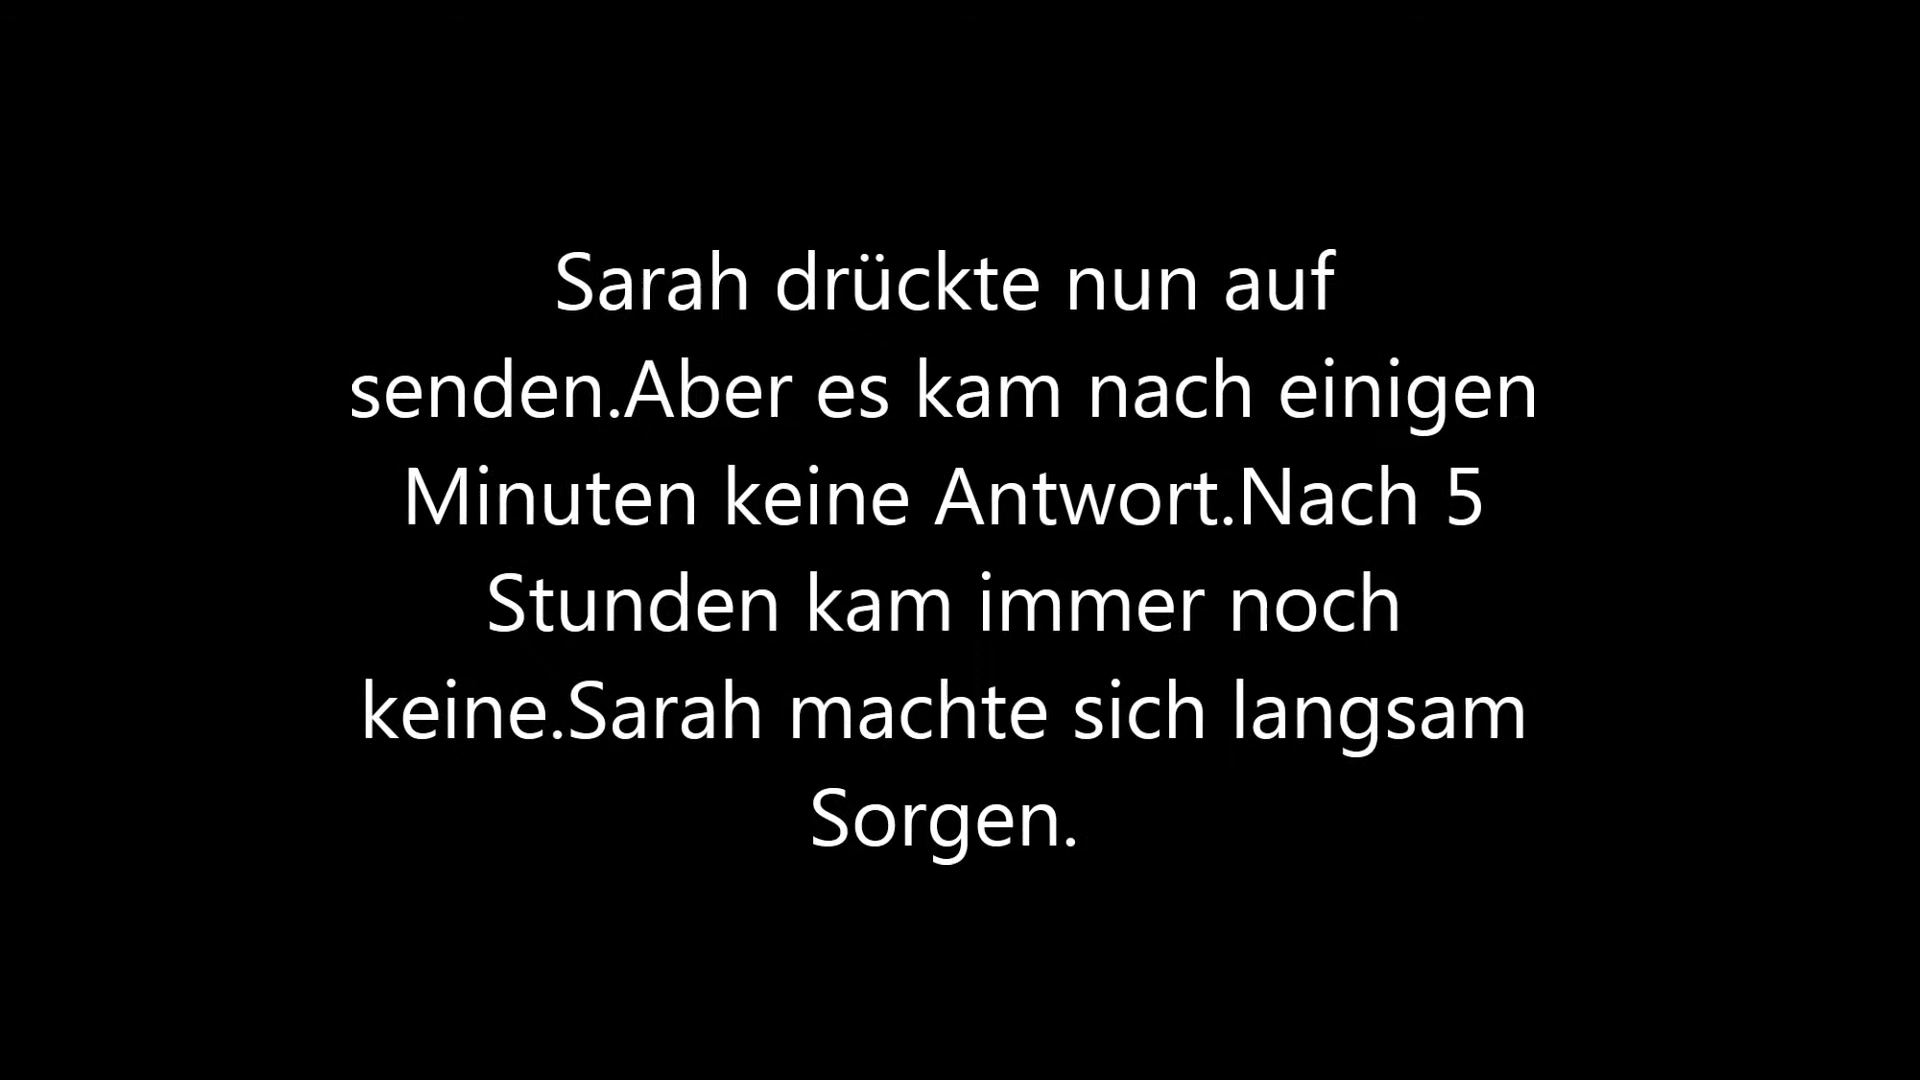 Sarah drückte nun auf
senden.Aber es kam nach einigen
Minuten keine Antwort.Nach 5
Stunden kam immer noch
keine.Sarah machte sich langsam
Sorgen.